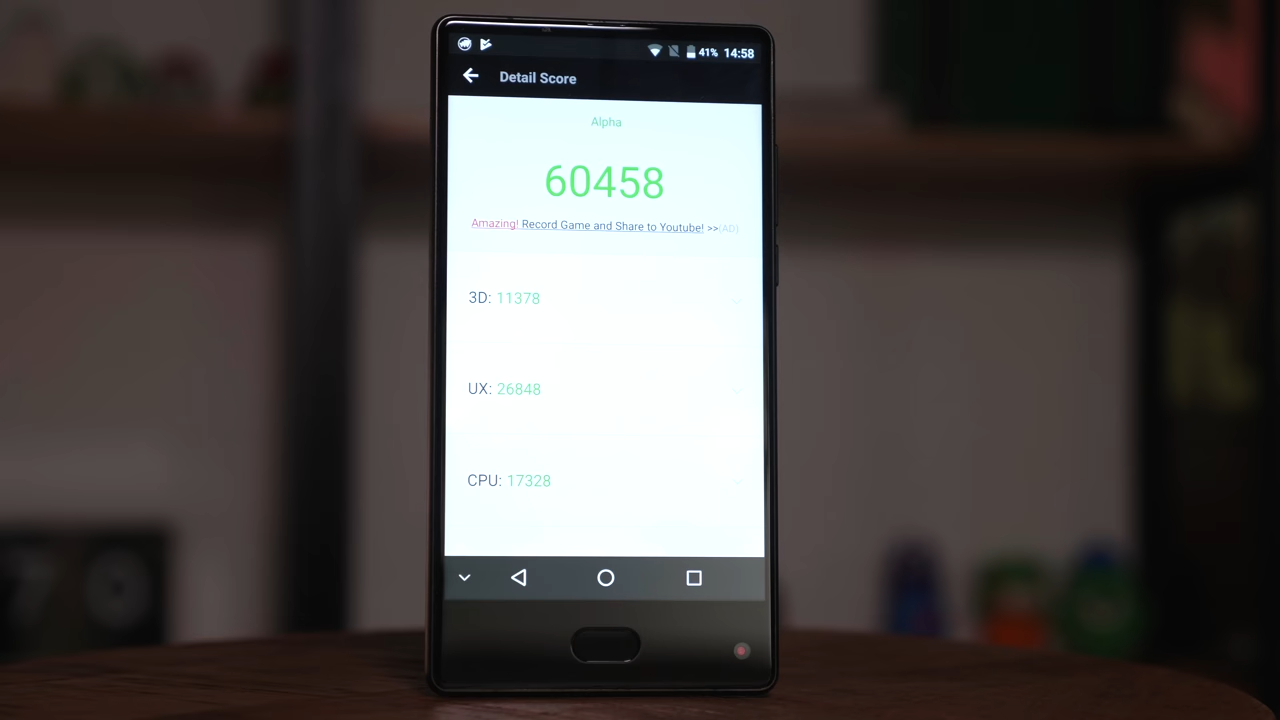 41% 14:58
Detail Score
Alpha
60458
Amazing! Record Game and Share to Youtube! >>(AD)
3D: 11378
UX: 26848
CPU: 17328